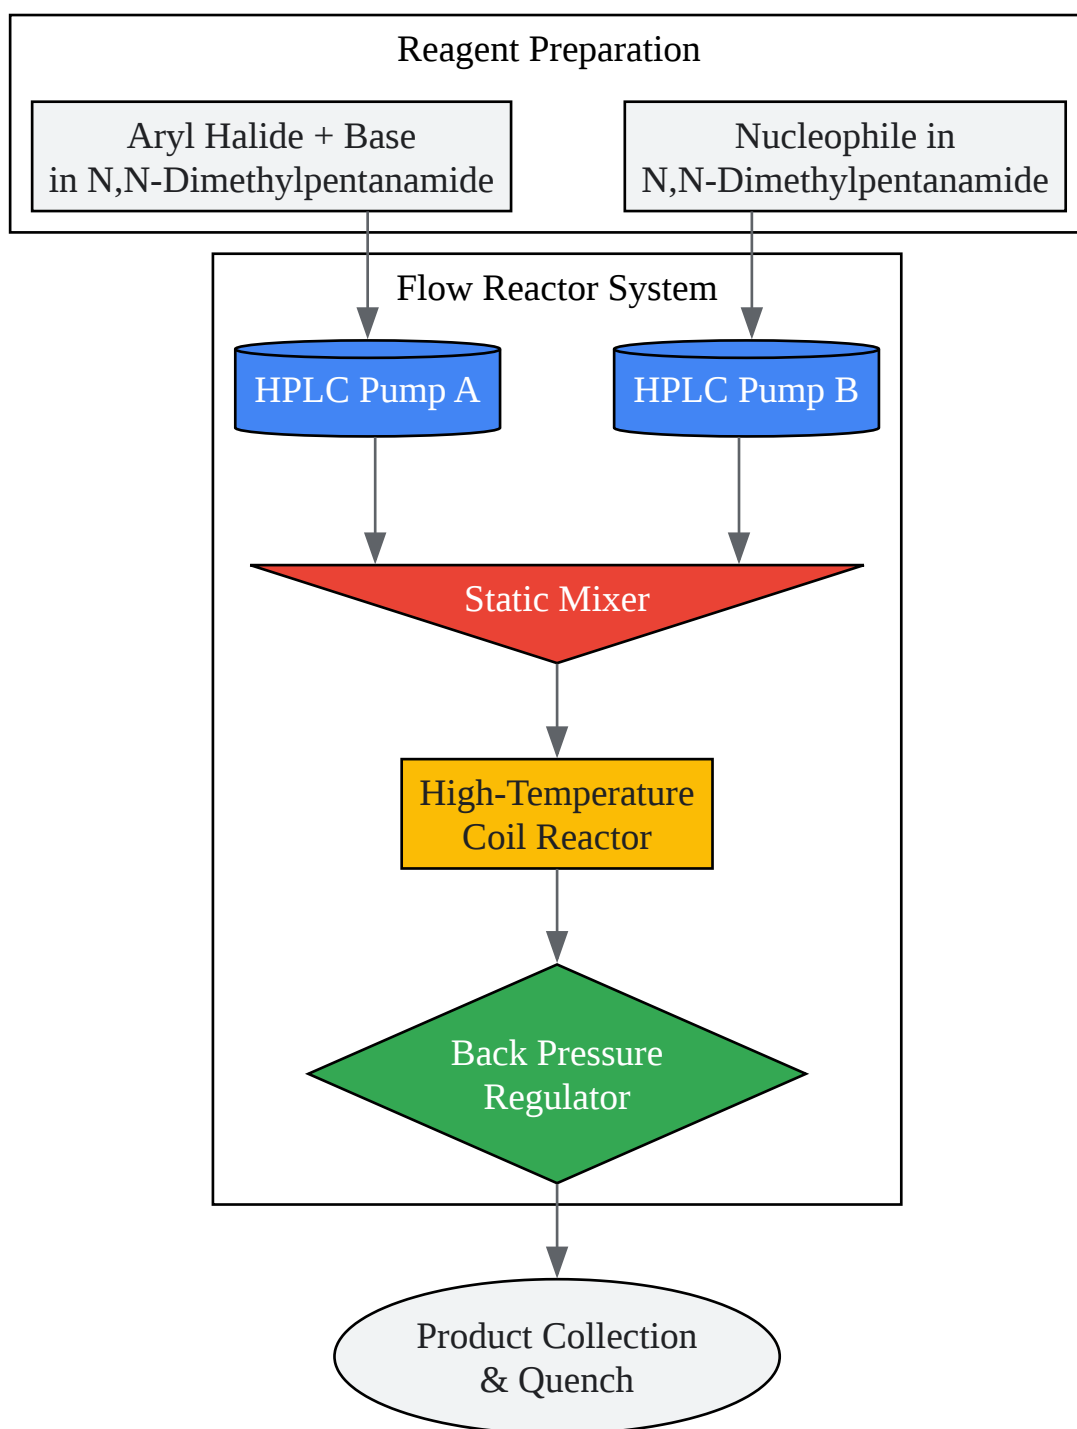 Reagent Preparation
Aryl Halide + Base
in N,N-Dimethylpentanamide
Nucleophile in
N,N-Dimethylpentanamide
Flow Reactor System
HPLC Pump A
HPLC Pump B
Static Mixer
High-Temperature
Coil Reactor
Back Pressure
Regulator
Product Collection
& Quench